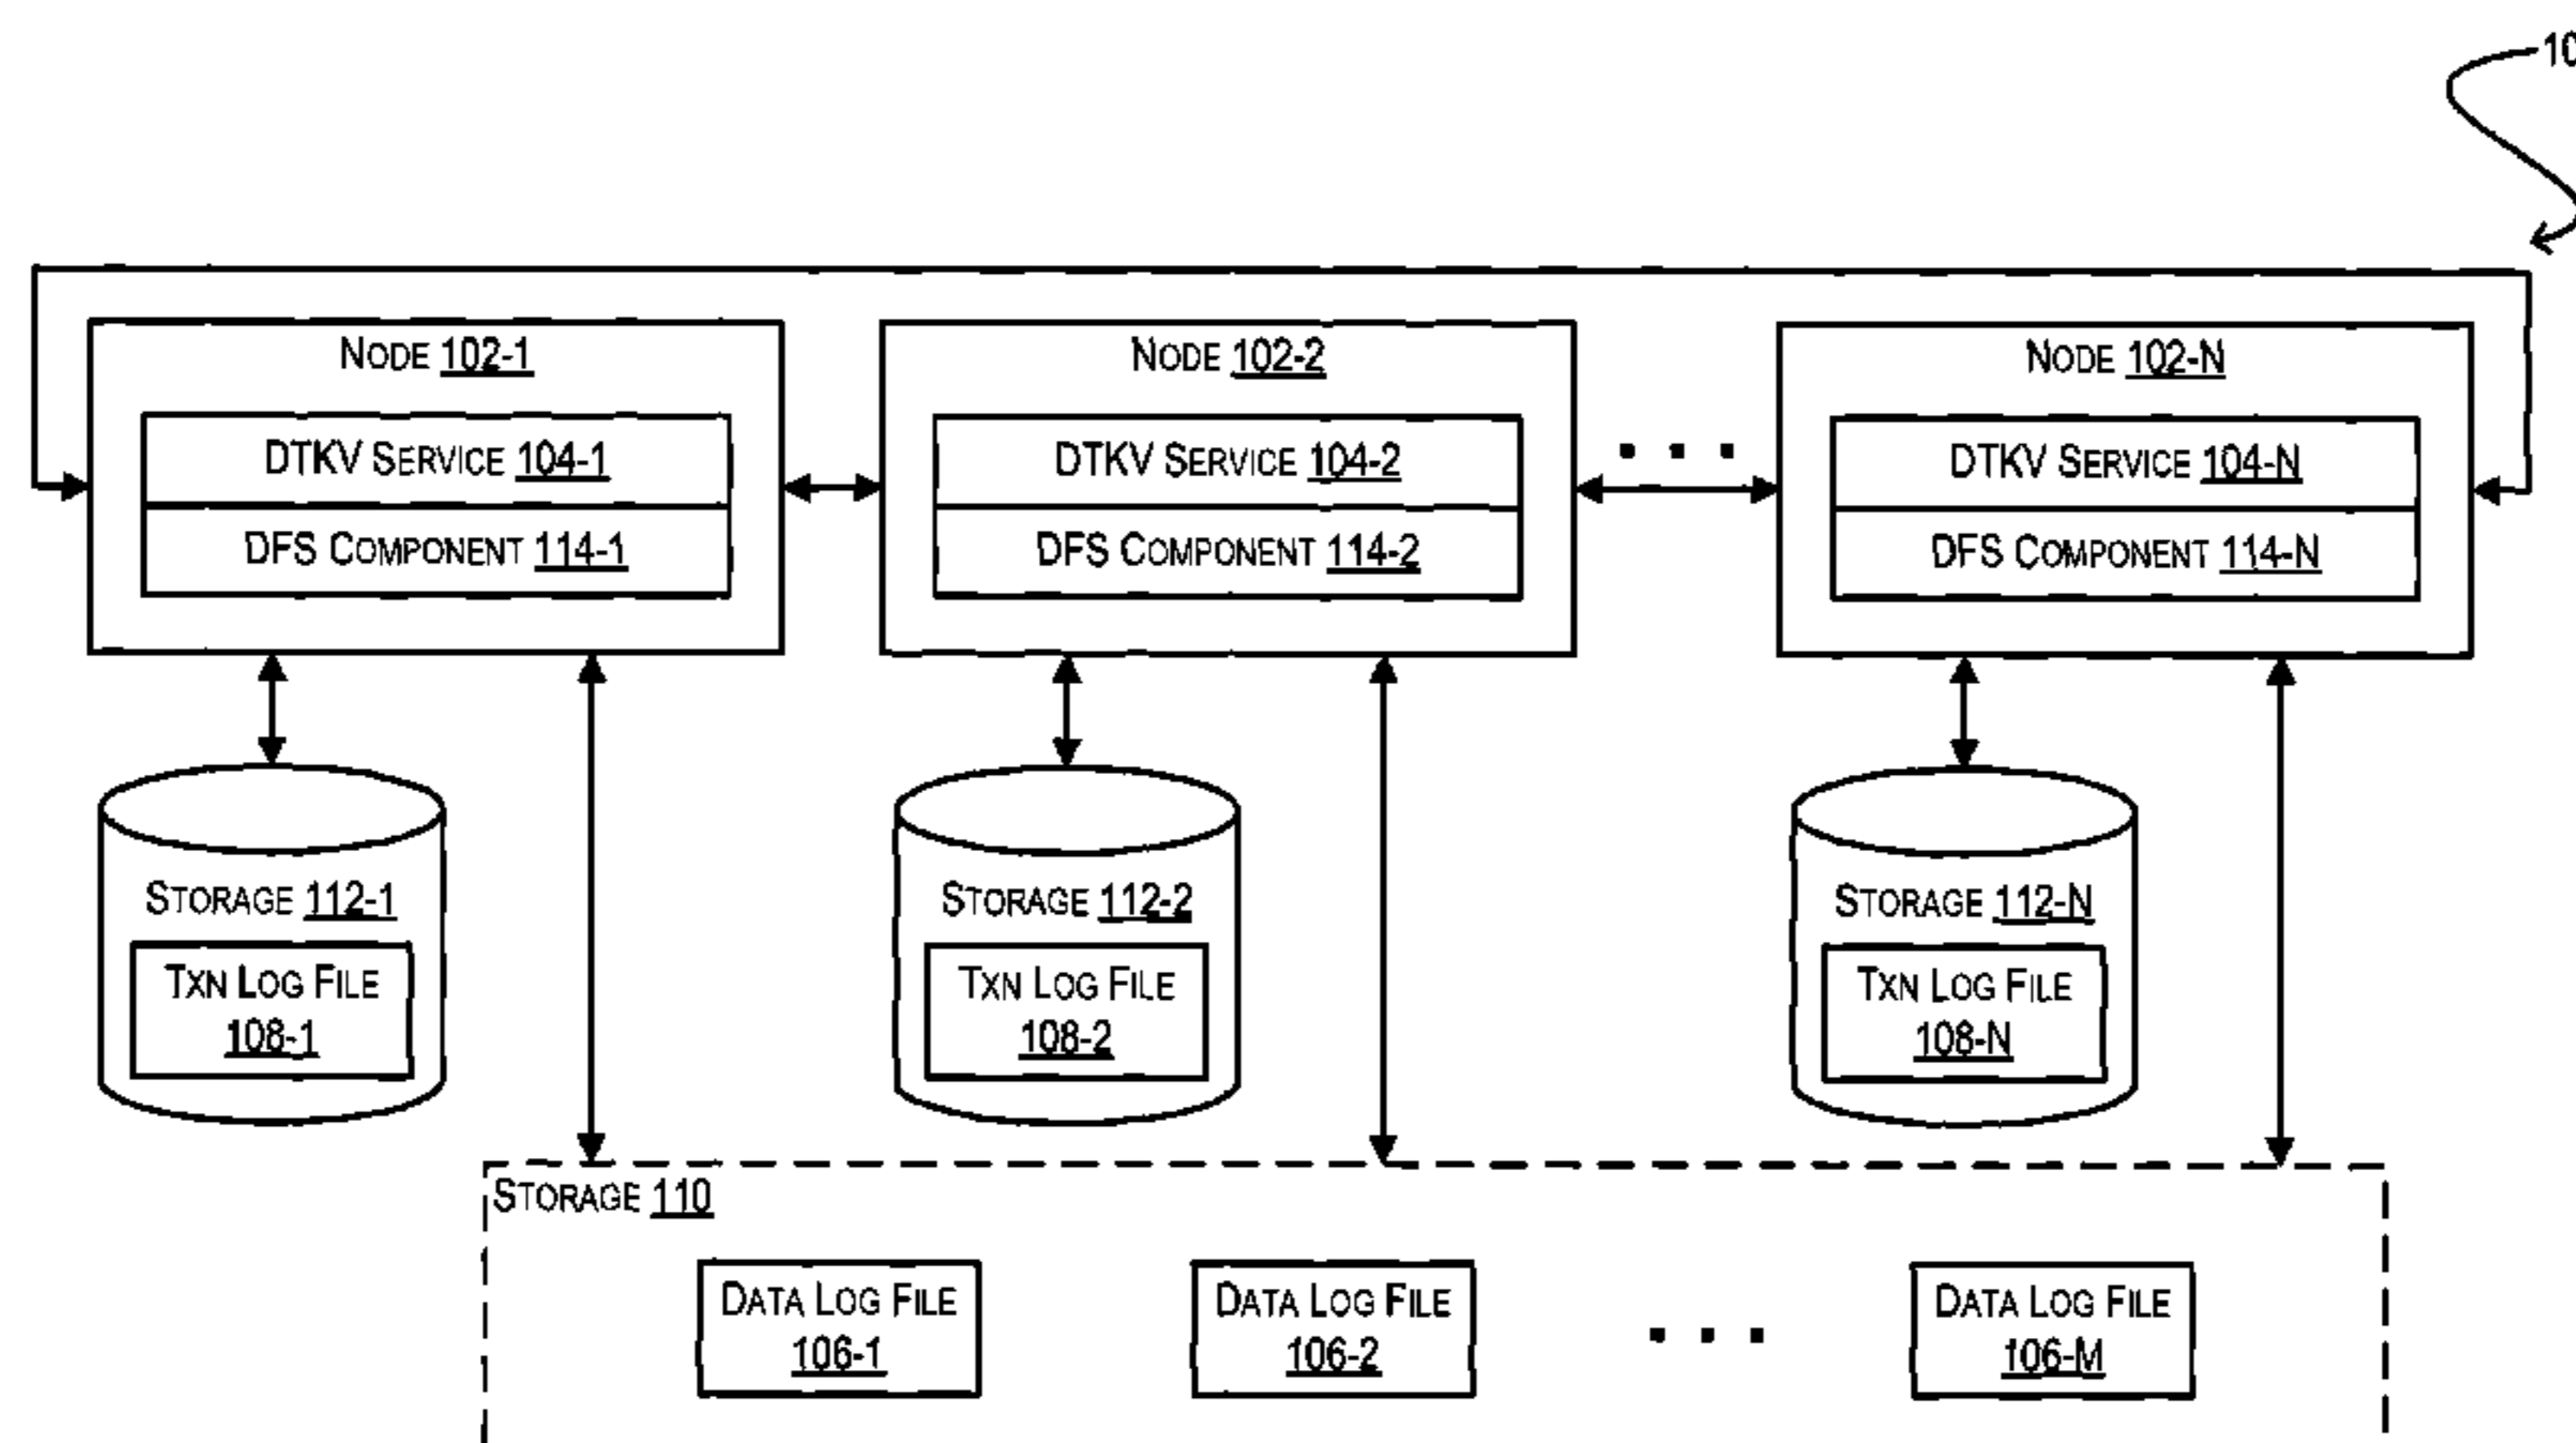 NODE 102-1
NODE 102-2
NODE 102-N
DTKV SERVICE 104-1
DTKV SERVICE 104-2
DTKV SERVICE 104-N
DFS COMPONENT 114-1
DFS COMPONENT 114-2
DFS COMPONENT 114-N
STORAGE 112-1
STORAGE 112-2
STORAGE 112-N
TXN LOG FILE
108-1
TXN LOG FILE
108-2
TXN LOG FILE
108-N
STORAGE 110
DATA LOG FILE
106-1
DATA LOG FILE
106-2
DATA LOG FILE
106-M